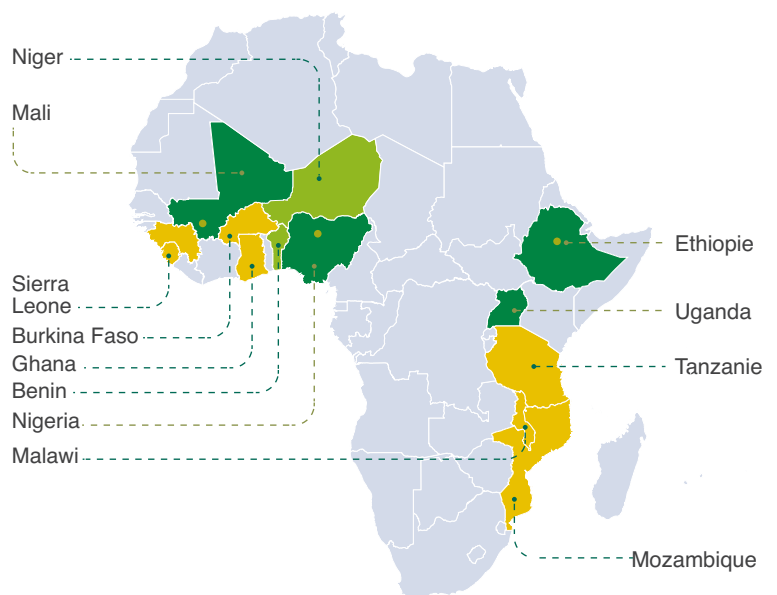 Niger
Mali
Sierra
Leone
Burkina Faso
Ghana
Benin
Nigeria
Malawi
Ethiopie
Uganda
Tanzanie
Mozambique